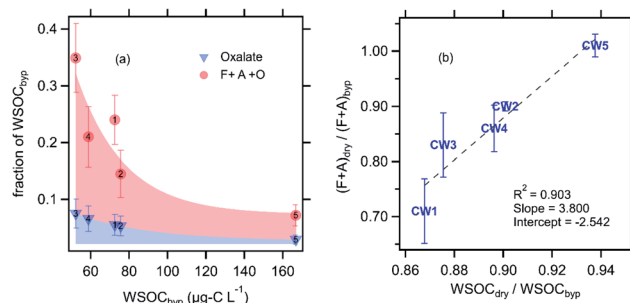 (a)
Oxalate
F+ A +O
3
4
1
2
5
3
4
1
2
5
0.4
0.3
0.2
0.1
60
80
100
120
140
160
fraction of WSOCbyp
WSOCbyp (µg-C L-1)
(b)
CW5
CW2
CW4
CW3
CW1
R2 = 0.903
Slope = 3.800
Intercept = -2.542
1.00
0.90
0.80
0.70
0.86
0.88
0.90
0.92
0.94
(F+A)dry / (F+A)byp
WSOCdry / WSOCbyp